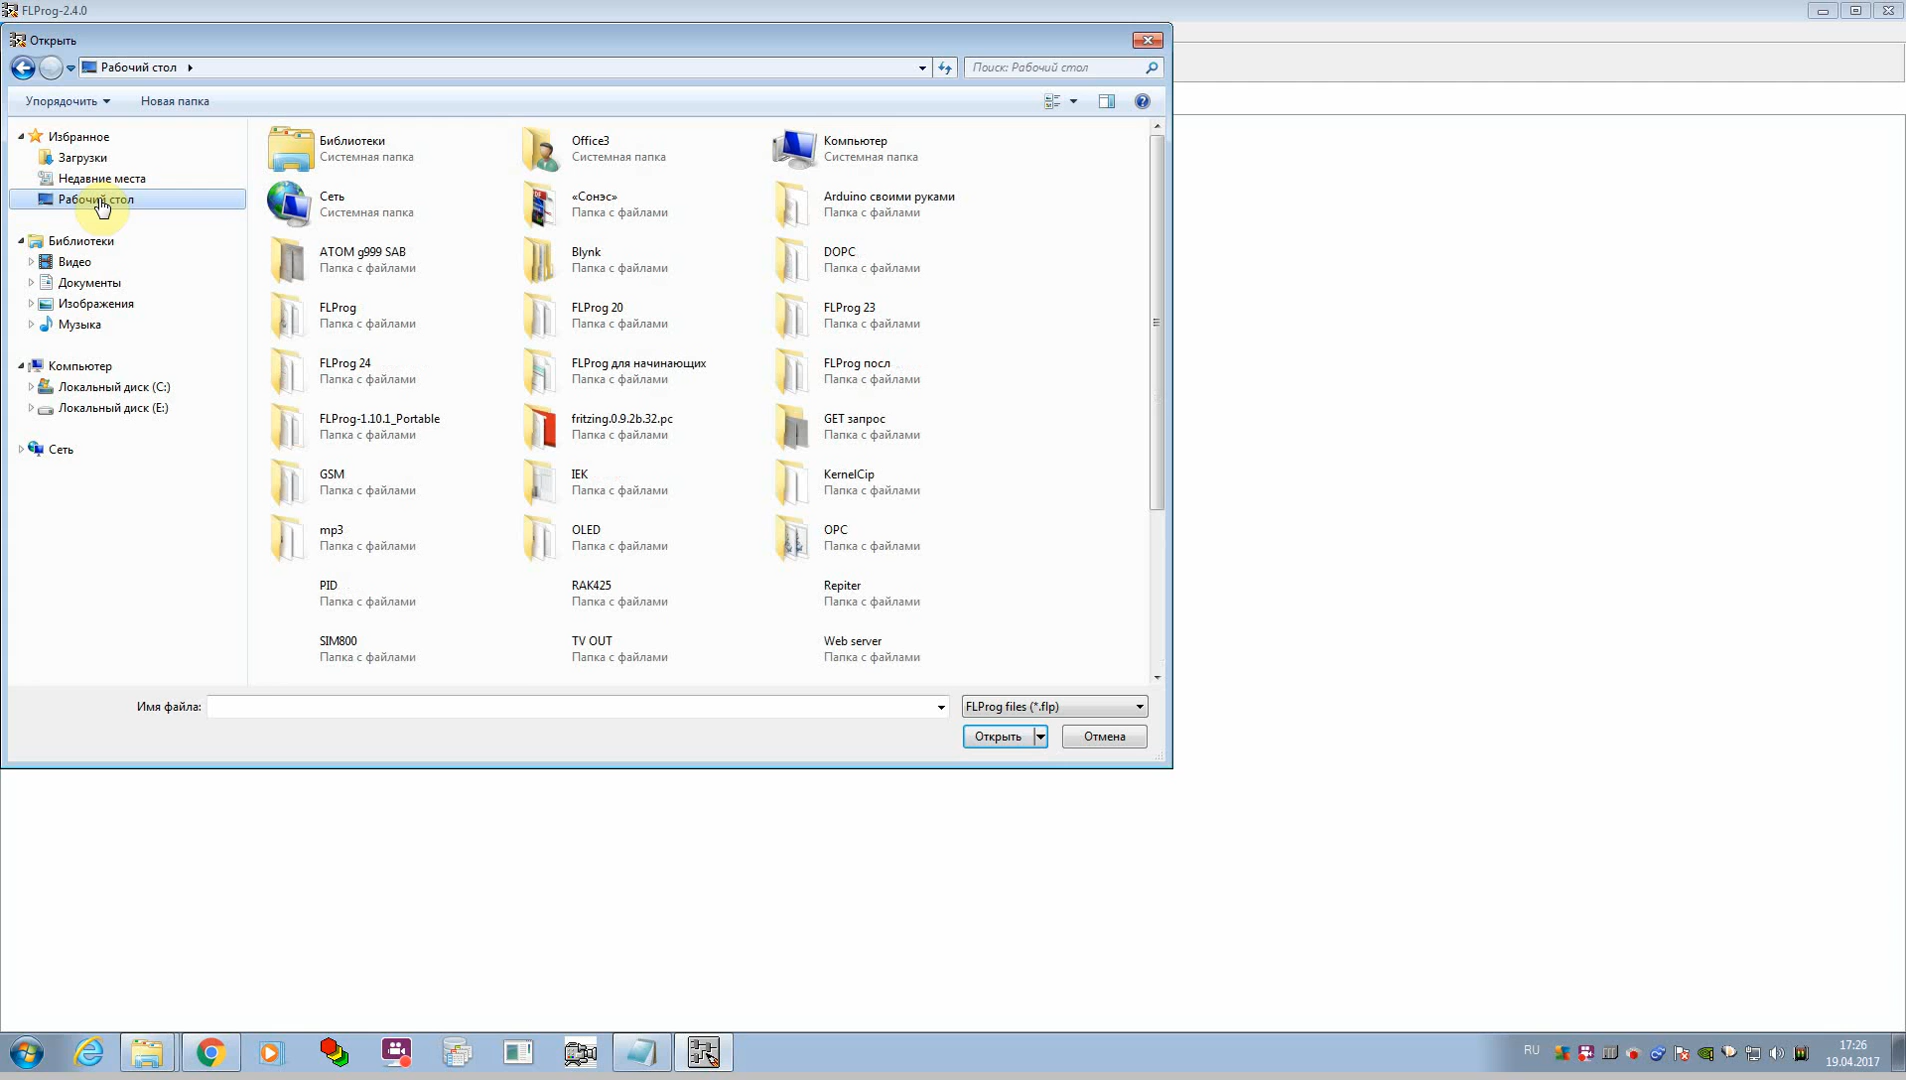 FLProg-2.4.0
Открыть
Рабочий стол
Поиск: Рабочий стол
Упорядочить
Новая папка
Избранное
Загрузки
Недавние места
Рабочий стол
Библиотеки
Видео
Документы
Изображения
Музыка
Компьютер
Локальный диск (C:)
Локальный диск (E:)
Сеть
Библиотеки
Системная папка
Office3
Системная папка
Компьютер
Системная папка
Сеть
Системная папка
«Сонэс»
Папка с файлами
Arduino своими руками
Папка с файлами
ATOM g999 SAB
Папка с файлами
Blynk
Папка с файлами
DOPC
Папка с файлами
FLProg
Папка с файлами
FLProg 20
Папка с файлами
FLProg 23
Папка с файлами
FLProg 24
Папка с файлами
FLProg для начинающих
Папка с файлами
FLProg посл
Папка с файлами
FLProg-1.10.1_Portable
Папка с файлами
fritzing.0.9.2b.32.pc
Папка с файлами
GET запрос
Папка с файлами
GSM
Папка с файлами
IEK
Папка с файлами
KernelCip
Папка с файлами
mp3
Папка с файлами
OLED
Папка с файлами
OPC
Папка с файлами
PID
Папка с файлами
RAK425
Папка с файлами
Repiter
Папка с файлами
SIM800
Папка с файлами
TV OUT
Папка с файлами
Web server
Папка с файлами
Имя файла:
FLProg files (*.flp)
Открыть
Отмена
RU
17:26
19.04.2017